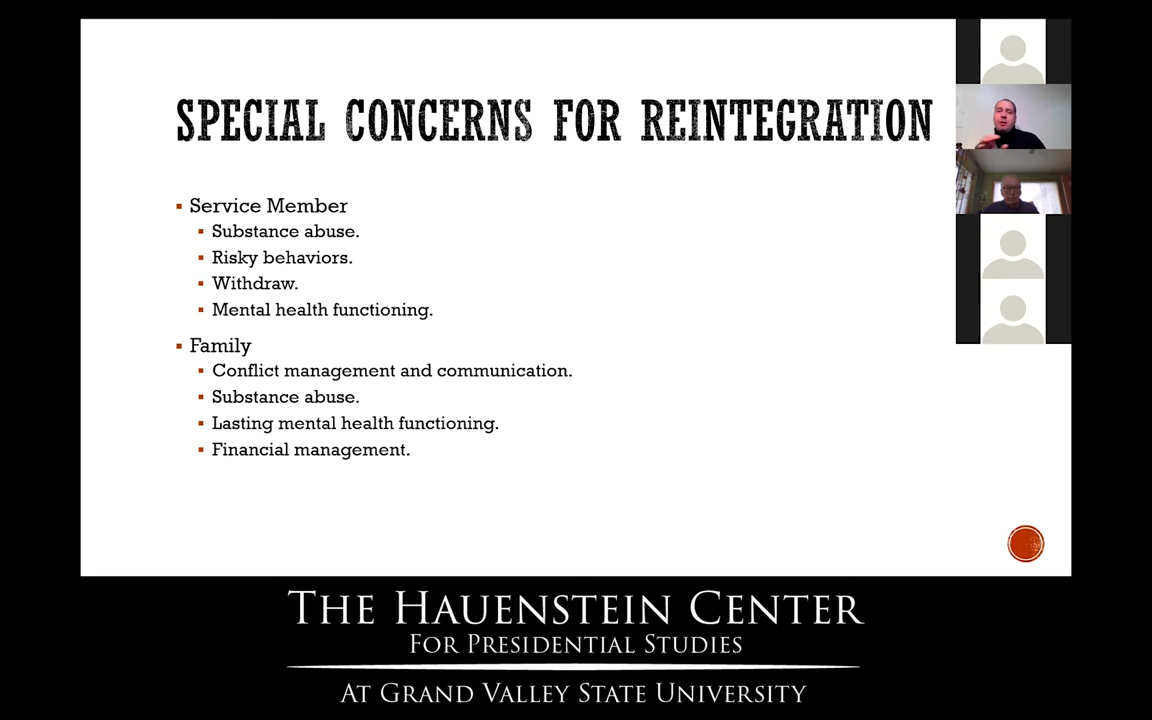 SPECIAL CONCERNS FOR REINTEGRATION
▪ Service Member
▪ Substance abuse.
▪ Risky behaviors.
▪ Withdraw.
▪ Mental health functioning.
▪ Family
▪ Conflict management and communication.
▪ Substance abuse.
▪ Lasting mental health functioning.
▪ Financial management.
THE HAUENSTEIN CENTER
FOR PRESIDENTIAL STUDIES
AT GRAND VALLEY STATE UNIVERSITY